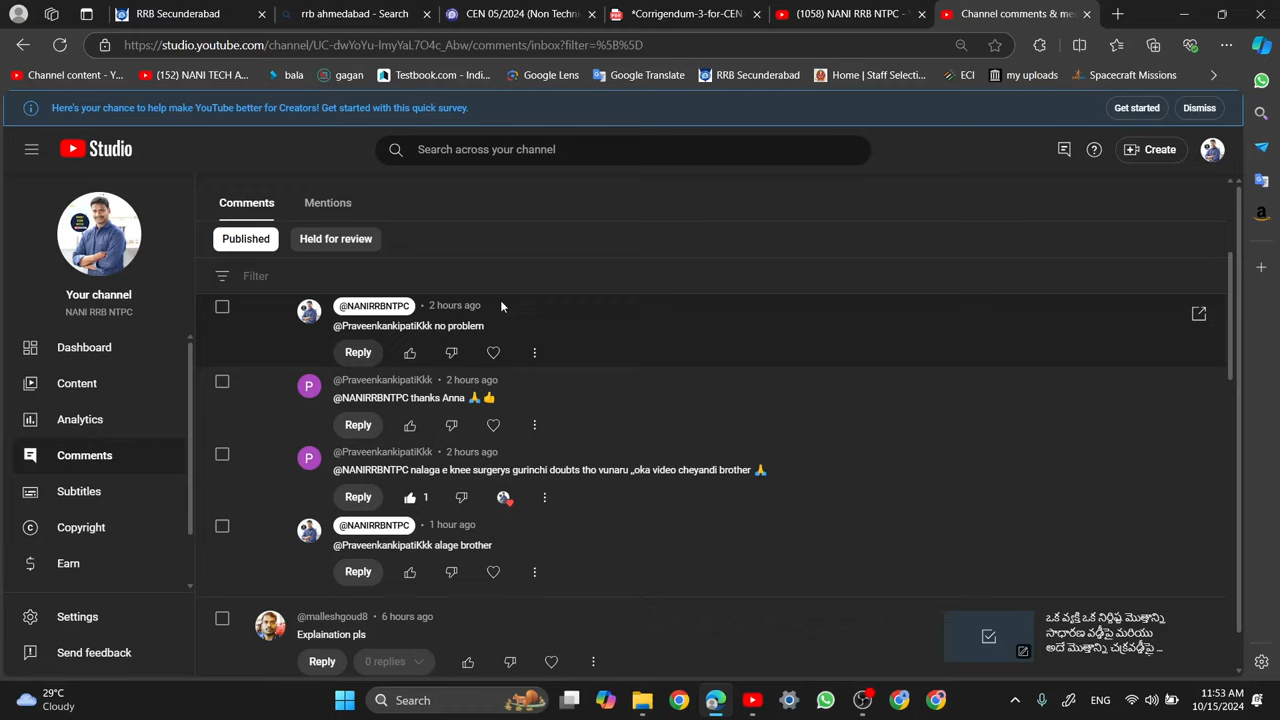 RRB Secunderabad
rrb ahmedabad - Search
CEN 05/2024 (Non Techni
*Corrigendum-3-for-CEN-
(1058) NANI RRB NTPC -
Channel comments & me
https://studio.youtube.com/channel/UC-dwYoYu-lmyYaL7O4c_Abw/comments/inbox?filter=%5B%5D
Channel content - Y...
(152) NANI TECH A...
bala
gagan
Testbook.com - Indi...
Google Lens
Google Translate
RRB Secunderabad
Home | Staff Selecti...
ECI
my uploads
Spacecraft Missions
Here's your chance to help make YouTube better for Creators! Get started with this quick survey.
Get started
Dismiss
Studio
Search across your channel
Create
Your channel
NANI RRB NTPC
Dashboard
Content
Analytics
Comments
Subtitles
Copyright
Earn
Settings
Send feedback
Comments
Mentions
Published
Held for review
Filter
@NANIRRBNTPC • 2 hours ago
@PraveenkankipatiKkk no problem
Reply
P
@PraveenkankipatiKkk • 2 hours ago
@NANIRRBNTPC thanks Anna 🙏👍
Reply
P
@PraveenkankipatiKkk • 2 hours ago
@NANIRRBNTPC nalaga e knee surgerys gurinchi doubts tho vunaru ,,oka video cheyandi brother 🙏
Reply
1
@NANIRRBNTPC • 1 hour ago
@PraveenkankipatiKkk alage brother
Reply
@malleshgoud8 • 6 hours ago
Explaination pls
Reply
0 replies
ఒక వ్యక్తి ఒక నిర్దిష్ట మొత్తాన్ని
సాధారణ వడ్డీపై మరియు
అదే మొత్తాన్ని చక్రవడ్డీపై ...
29°C
Cloudy
Search
ENG
11:53 AM
10/15/2024